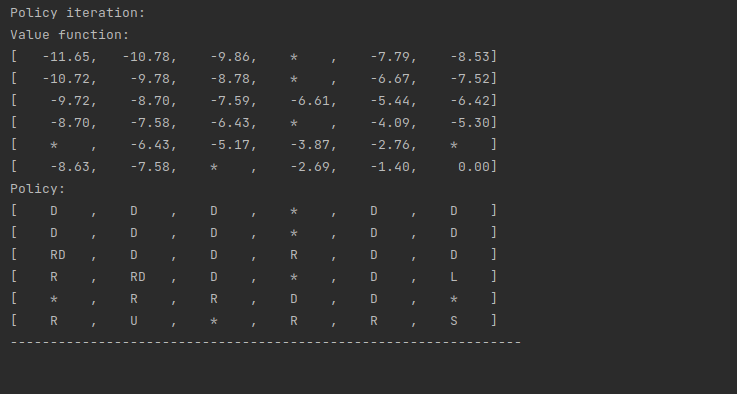 Policy iteration:
Value function:
[   -11.65,   -10.78,     -9.86,    *    ,    -7.79,    -8.53]
[   -10.72,    -9.78,     -8.78,    *    ,    -6.67,    -7.52]
[    -9.72,    -8.70,     -7.59,    -6.61,    -5.44,    -6.42]
[    -8.70,    -7.58,     -6.43,    *    ,    -4.09,    -5.30]
[    *    ,    -6.43,     -5.17,    -3.87,    -2.76,    *    ]
[    -8.63,    -7.58,     *    ,    -2.69,    -1.40,     0.00]
Policy:
[    D    ,    D    ,    D    ,    *    ,    D    ,    D    ]
[    D    ,    D    ,    D    ,    *    ,    D    ,    D    ]
[    RD   ,    D    ,    D    ,    R    ,    D    ,    D    ]
[    R    ,    RD   ,    D    ,    *    ,    D    ,    L    ]
[    *    ,    R    ,    R    ,    D    ,    D    ,    *    ]
[    R    ,    U    ,    *    ,    R    ,    R    ,    S    ]
----------------------------------------------------------------